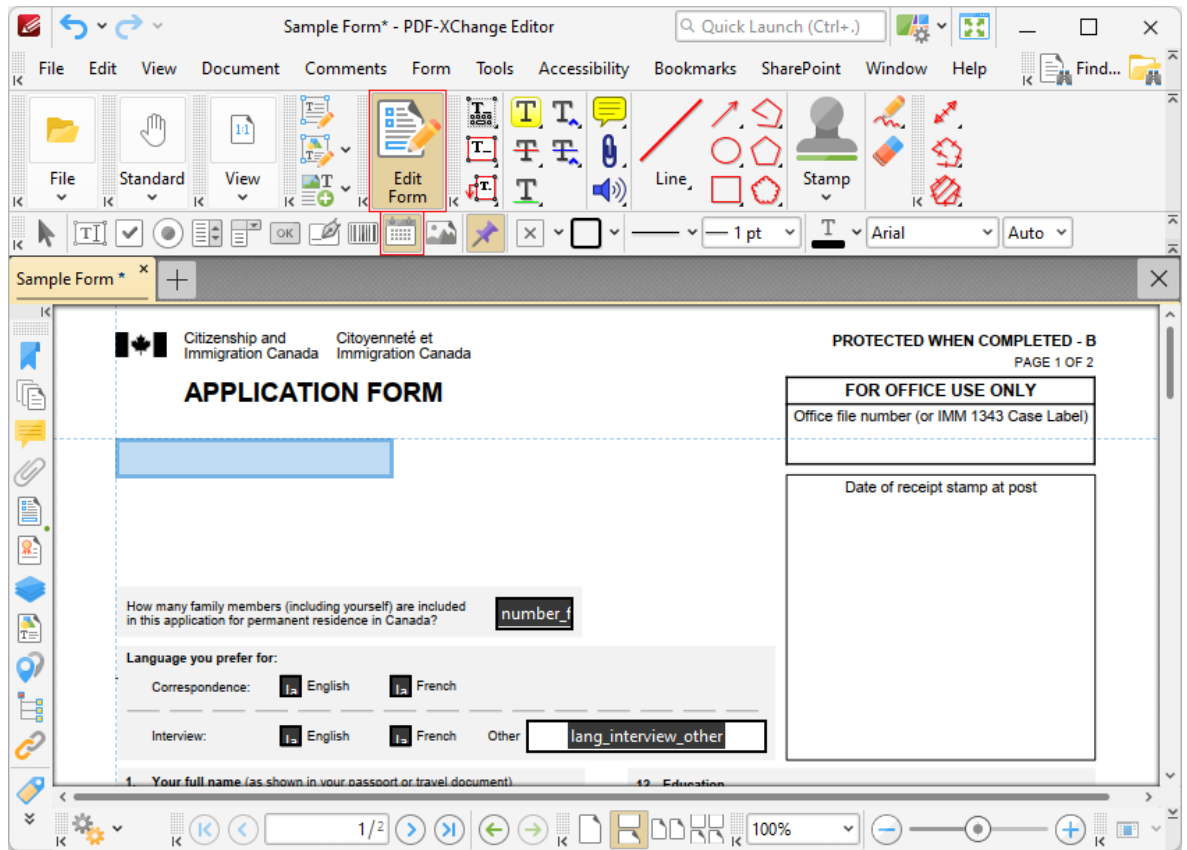 Sample Form* - PDF-XChange Editor
Quick Launch (Ctrl+.)
File Edit View Document Comments Form Tools Accessibility Bookmarks SharePoint Window Help Find...
File Standard View Edit Form Line Stamp
1 pt Arial Auto
Sample Form *
Citizenship and Immigration Canada
Citoyenneté et Immigration Canada
PROTECTED WHEN COMPLETED - B
PAGE 1 OF 2
APPLICATION FORM
FOR OFFICE USE ONLY
Office file number (or IMM 1343 Case Label)
Date of receipt stamp at post
How many family members (including yourself) are included
in this application for permanent residence in Canada?
number_f
Language you prefer for:
Correspondence: English French
Interview: English French Other lang_interview_other
1. Your full name (as shown in your passport or travel document)
12. Education
1/2 100%